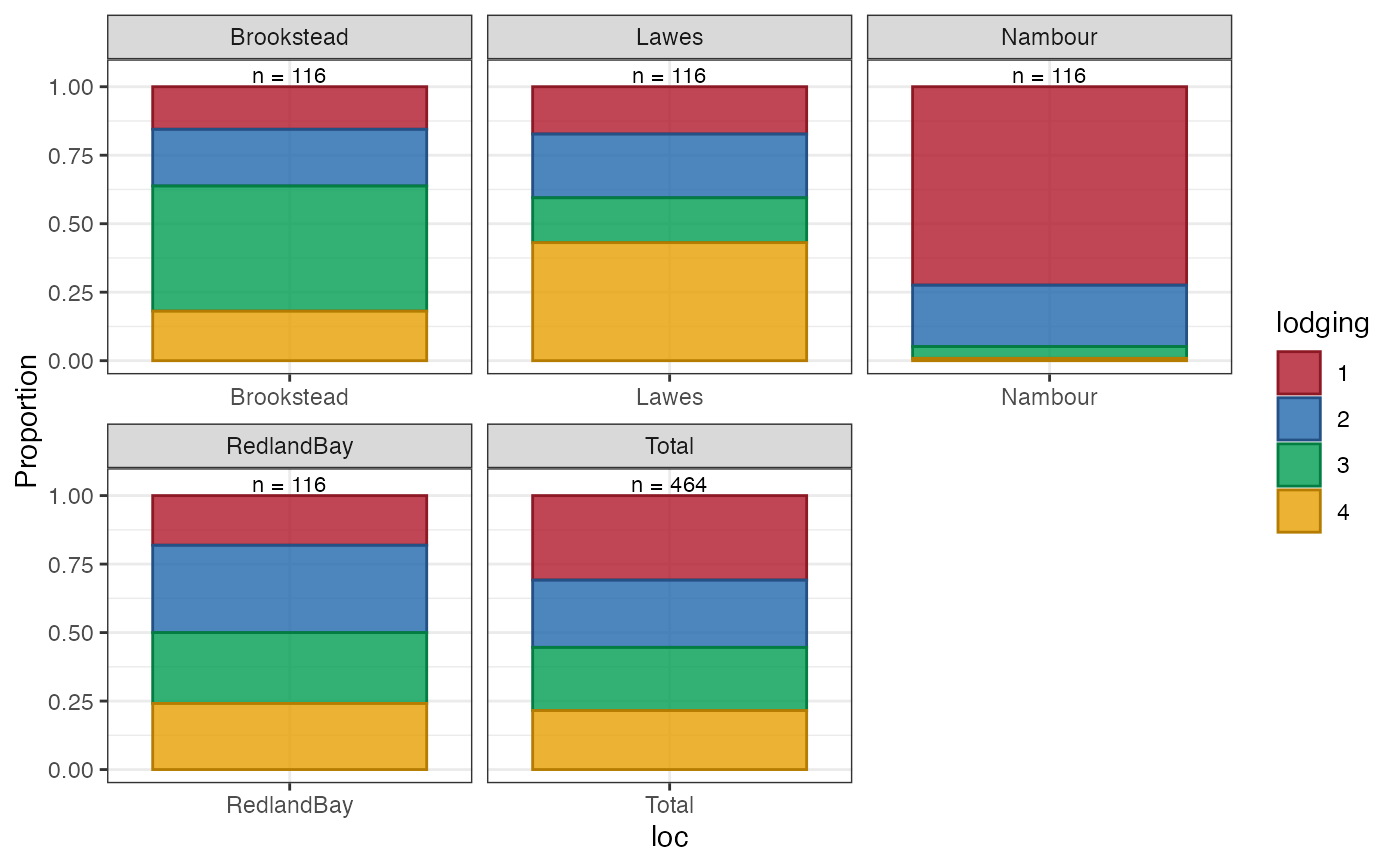 Brookstead
Lawes
Nambour
n = 116
n = 116
n = 116
1.00
0.75
0.50
0.25
0.00
Brookstead
Lawes
Nambour
RedlandBay
Total
n = 116
n = 464
1.00
0.75
0.50
0.25
0.00
RedlandBay
Total
loc
Proportion
lodging
1
2
3
4